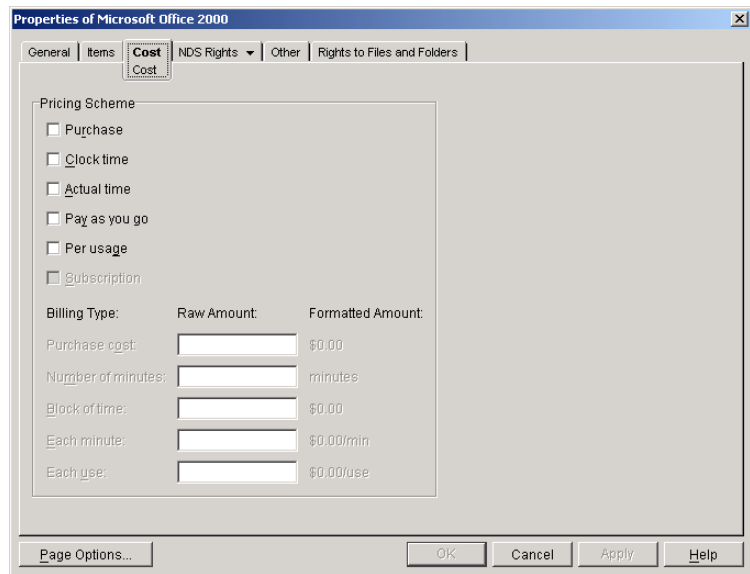 Properties of Microsoft Office 2000
General Items Cost NDS Rights Other Rights to Files and Folders
Cost
Pricing Scheme
Purchase
Clock time
Actual time
Pay as you go
Per usage
Subscription
Billing Type: Raw Amount: Formatted Amount:
Purchase cost: $0.00
Number of minutes: minutes
Block of time: $0.00
Each minute: $0.00/min
Each use: $0.00/use
Page Options... OK Cancel Apply Help